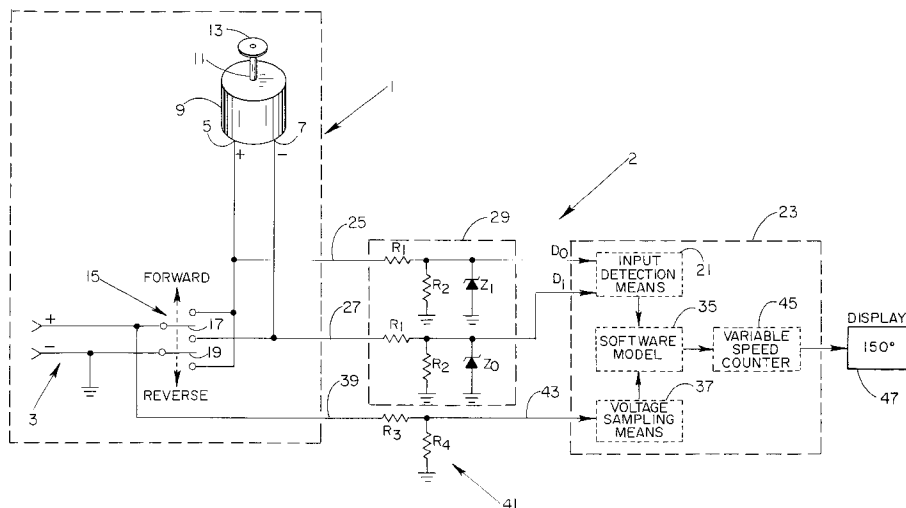 13
11
9
5
7
+
−
1
2
25
29
23
R1
R2
Z1
D0
D1
INPUT
DETECTION
MEANS
21
15
FORWARD
+
−
17
19
REVERSE
3
27
R1
R2
Z0
35
SOFTWARE
MODEL
45
VARIABLE
SPEED
COUNTER
DISPLAY
150°
47
39
R3
R4
43
37
VOLTAGE
SAMPLING
MEANS
41